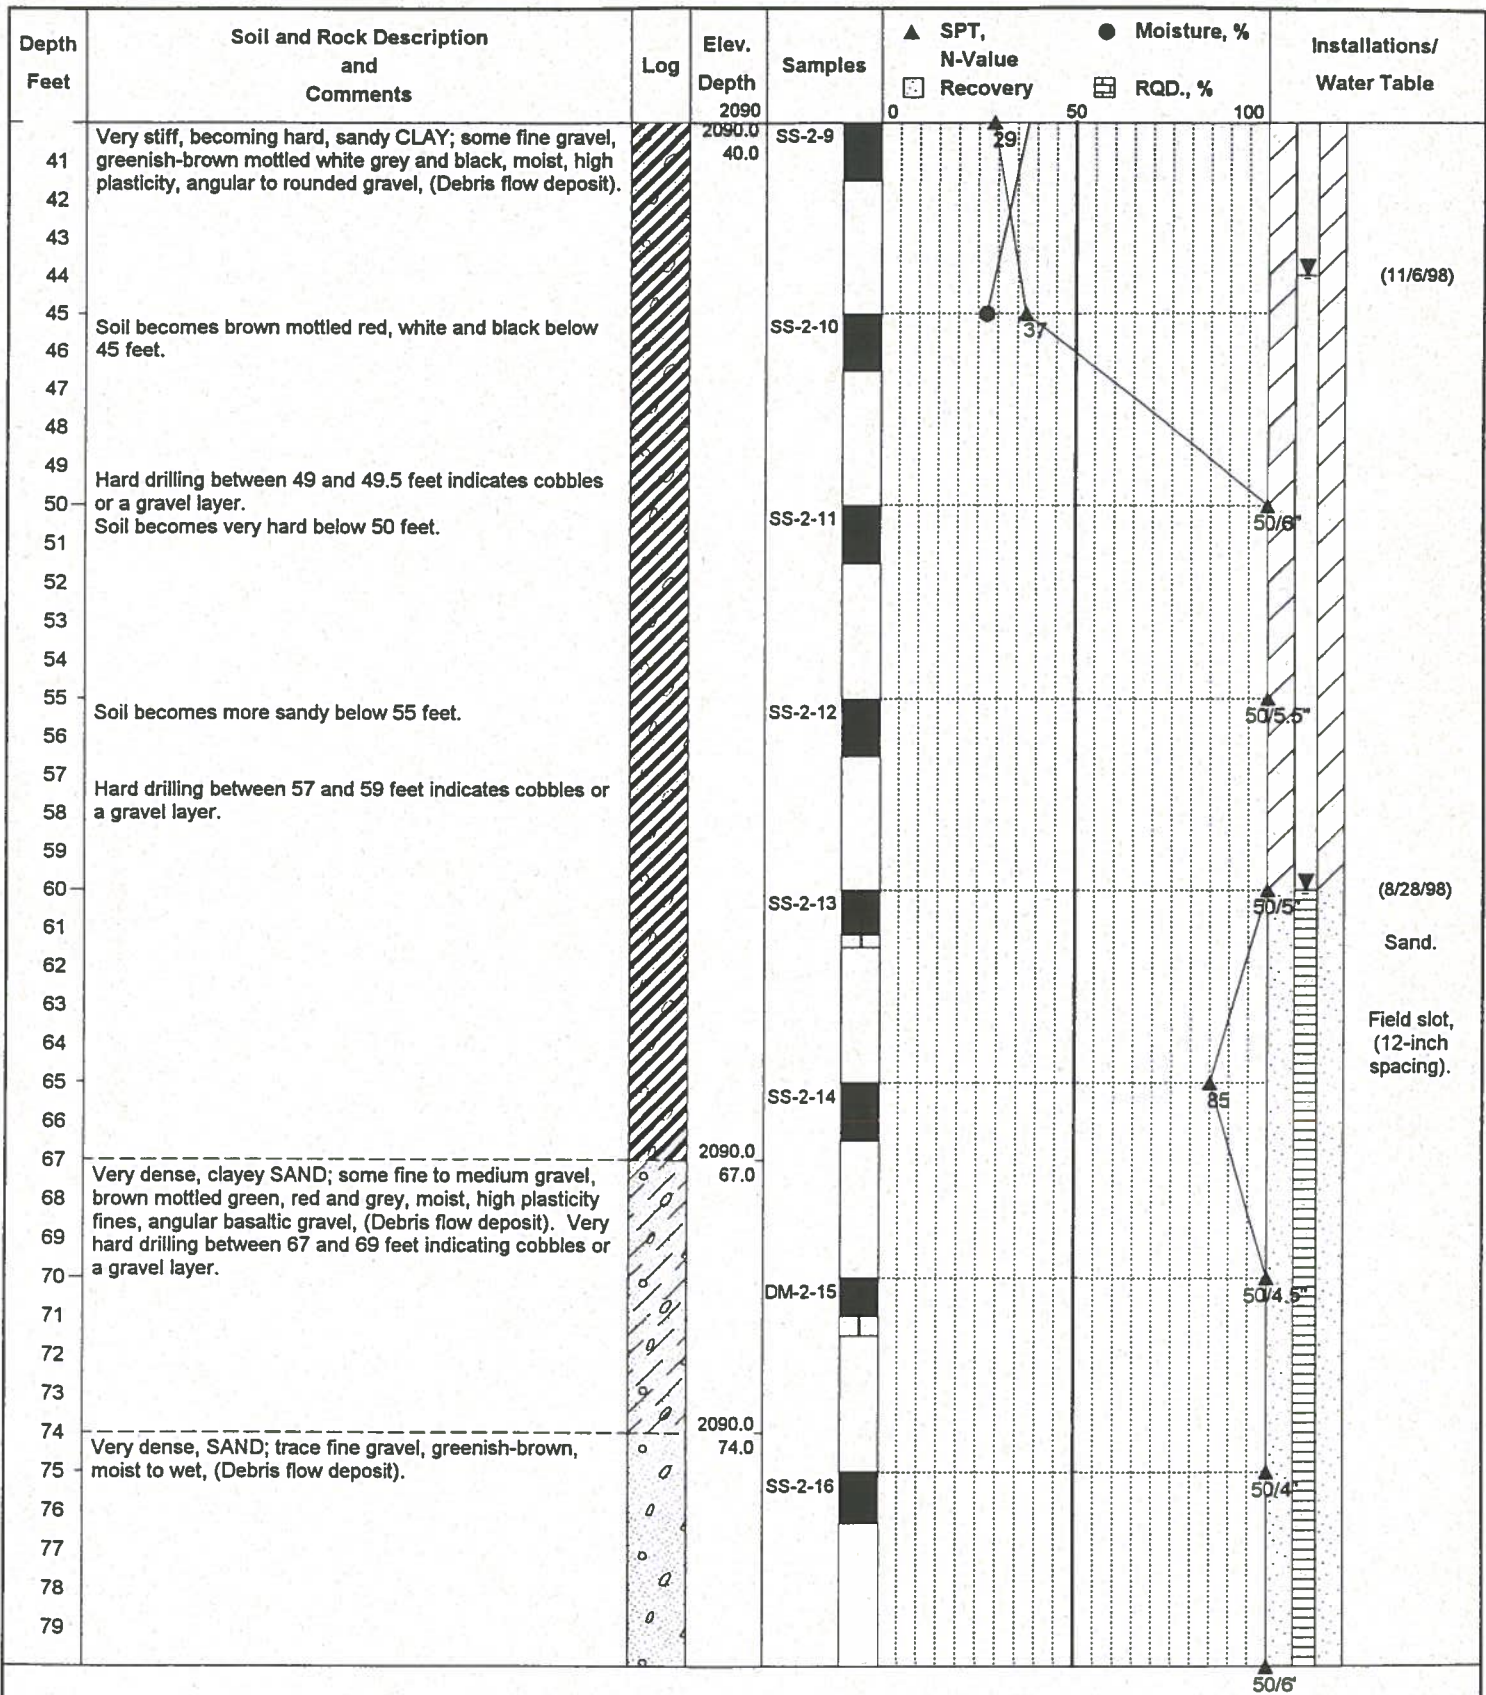 Depth
Feet
Soil and Rock Description
and
Comments
Log
Elev.
Depth
2090
Samples
▲ SPT,
N-Value
● Moisture, %
Recovery
RQD., %
0 50 100
Installations/
Water Table
Very stiff, becoming hard, sandy CLAY; some fine gravel,
greenish-brown mottled white grey and black, moist, high
plasticity, angular to rounded gravel, (Debris flow deposit).
2090.0
40.0
SS-2-9
29
41
42
43
44
(11/6/98)
45
Soil becomes brown mottled red, white and black below
45 feet.
SS-2-10
37
46
47
48
49
Hard drilling between 49 and 49.5 feet indicates cobbles
or a gravel layer.
50
Soil becomes very hard below 50 feet.
SS-2-11
50/6"
51
52
53
54
55
Soil becomes more sandy below 55 feet.
SS-2-12
50/5.5"
56
57
Hard drilling between 57 and 59 feet indicates cobbles or
a gravel layer.
58
59
60
(8/28/98)
SS-2-13
50/5"
61
Sand.
62
63
64
Field slot,
(12-inch
spacing).
65
SS-2-14
85
66
67
2090.0
67.0
Very dense, clayey SAND; some fine to medium gravel,
brown mottled green, red and grey, moist, high plasticity
fines, angular basaltic gravel, (Debris flow deposit). Very
hard drilling between 67 and 69 feet indicating cobbles or
a gravel layer.
68
69
70
DM-2-15
50/4.5"
71
72
73
74
2090.0
74.0
Very dense, SAND; trace fine gravel, greenish-brown,
moist to wet, (Debris flow deposit).
75
SS-2-16
50/4"
76
77
78
79
50/6"